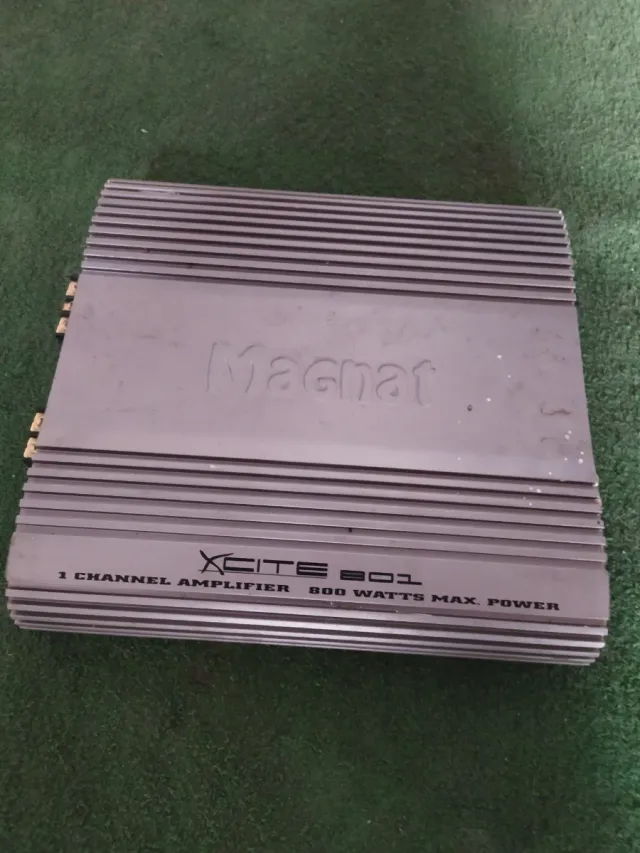 Magnat
XCITE 801
1 CHANNEL AMPLIFIER 800 WATTS MAX. POWER